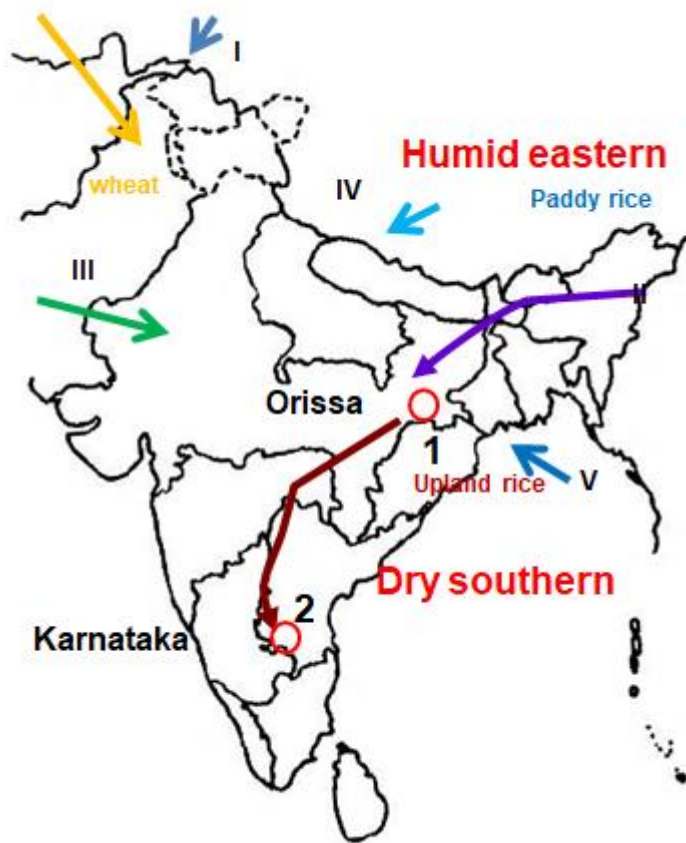 I
Humid eastern
wheat
IV
Paddy rice
III
II
Orissa
1
Upland rice
V
Dry southern
2
Karnataka